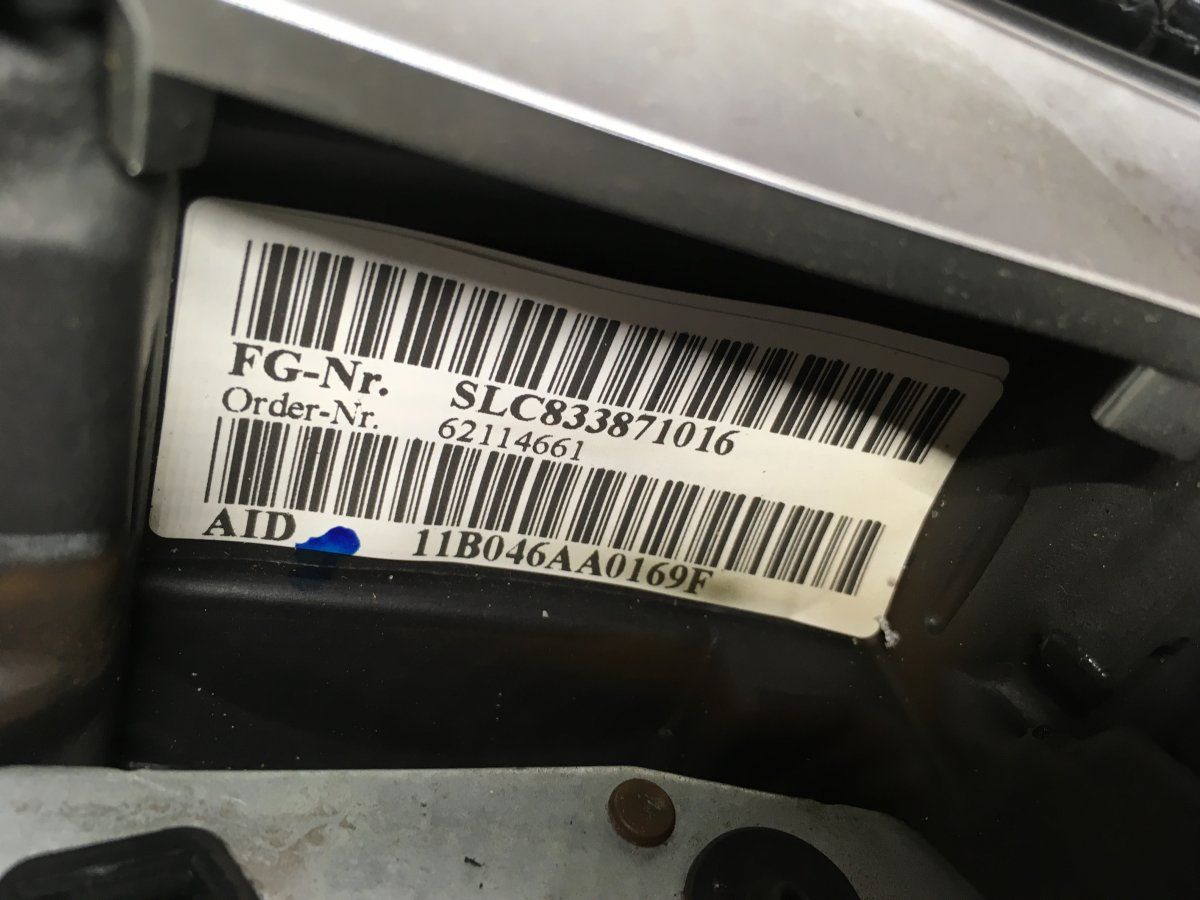 FG-Nr. SLC833871016
Order-Nr. 62114661
AID 11B046AA0169F